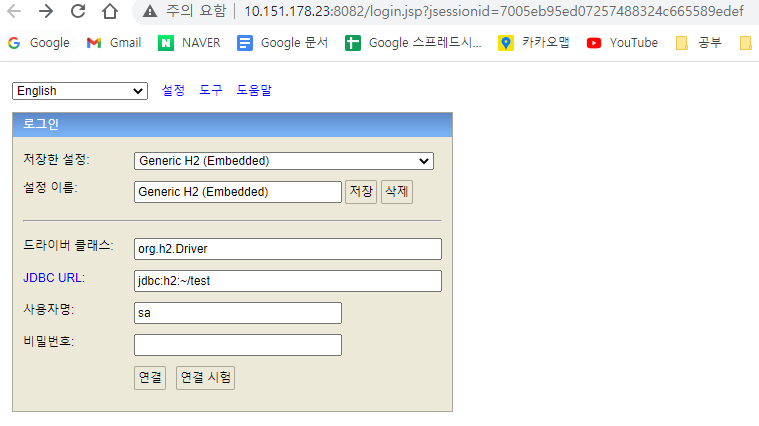 주의 요함 10.151.178.23:8082/login.jsp?jsessionid=7005eb95ed07257488324c665589edef
Google Gmail NAVER Google 문서 Google 스프레드시... 카카오맵 YouTube 공부
English 설정 도구 도움말
로그인
저장한 설정: Generic H2 (Embedded)
설정 이름: Generic H2 (Embedded) 저장 삭제
드라이버 클래스: org.h2.Driver
JDBC URL: jdbc:h2:~/test
사용자명: sa
비밀번호:
연결 연결 시험